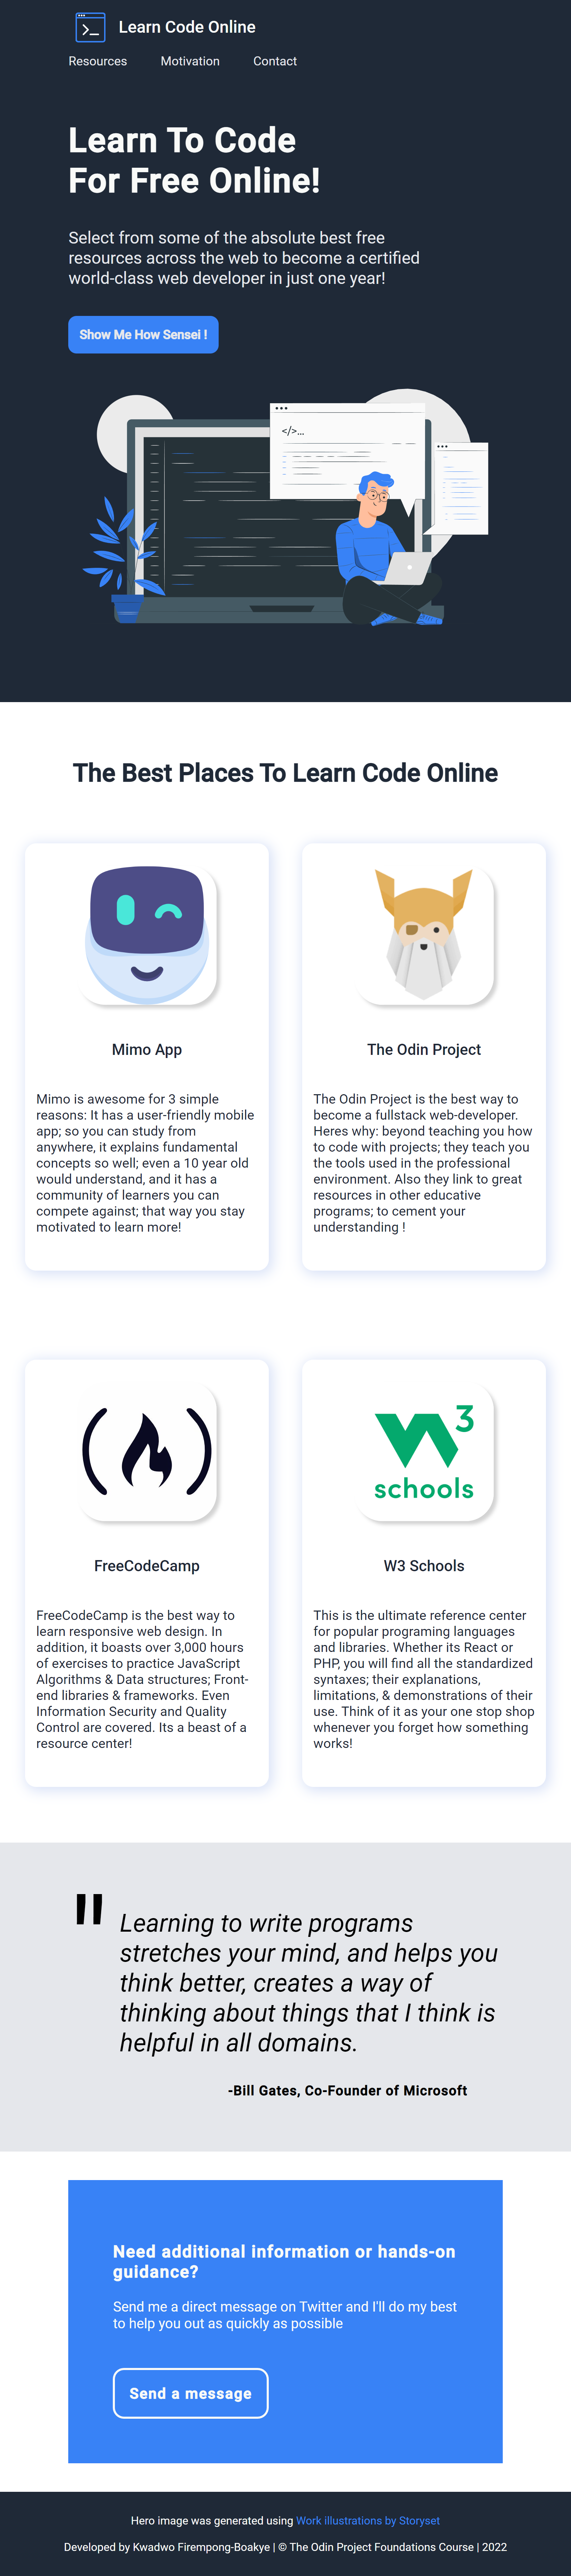 Learn Code Online
Resources Motivation Contact
Learn To Code
For Free Online!
Select from some of the absolute best free
resources across the web to become a certified
world-class web developer in just one year!
Show Me How Sensei !
</>...
The Best Places To Learn Code Online
Mimo App
Mimo is awesome for 3 simple
reasons: It has a user-friendly mobile
app; so you can study from
anywhere, it explains fundamental
concepts so well; even a 10 year old
would understand, and it has a
community of learners you can
compete against; that way you stay
motivated to learn more!
The Odin Project
The Odin Project is the best way to
become a fullstack web-developer.
Heres why: beyond teaching you how
to code with projects; they teach you
the tools used in the professional
environment. Also they link to great
resources in other educative
programs; to cement your
understanding !
FreeCodeCamp
FreeCodeCamp is the best way to
learn responsive web design. In
addition, it boasts over 3,000 hours
of exercises to practice JavaScript
Algorithms & Data structures; Front-
end libraries & frameworks. Even
Information Security and Quality
Control are covered. Its a beast of a
resource center!
W3
schools
W3 Schools
This is the ultimate reference center
for popular programing languages
and libraries. Whether its React or
PHP, you will find all the standardized
syntaxes; their explanations,
limitations, & demonstrations of their
use. Think of it as your one stop shop
whenever you forget how something
works!
"
Learning to write programs
stretches your mind, and helps you
think better, creates a way of
thinking about things that I think is
helpful in all domains.
-Bill Gates, Co-Founder of Microsoft
Need additional information or hands-on
guidance?
Send me a direct message on Twitter and I'll do my best
to help you out as quickly as possible
Send a message
Hero image was generated using Work illustrations by Storyset
Developed by Kwadwo Firempong-Boakye | © The Odin Project Foundations Course | 2022